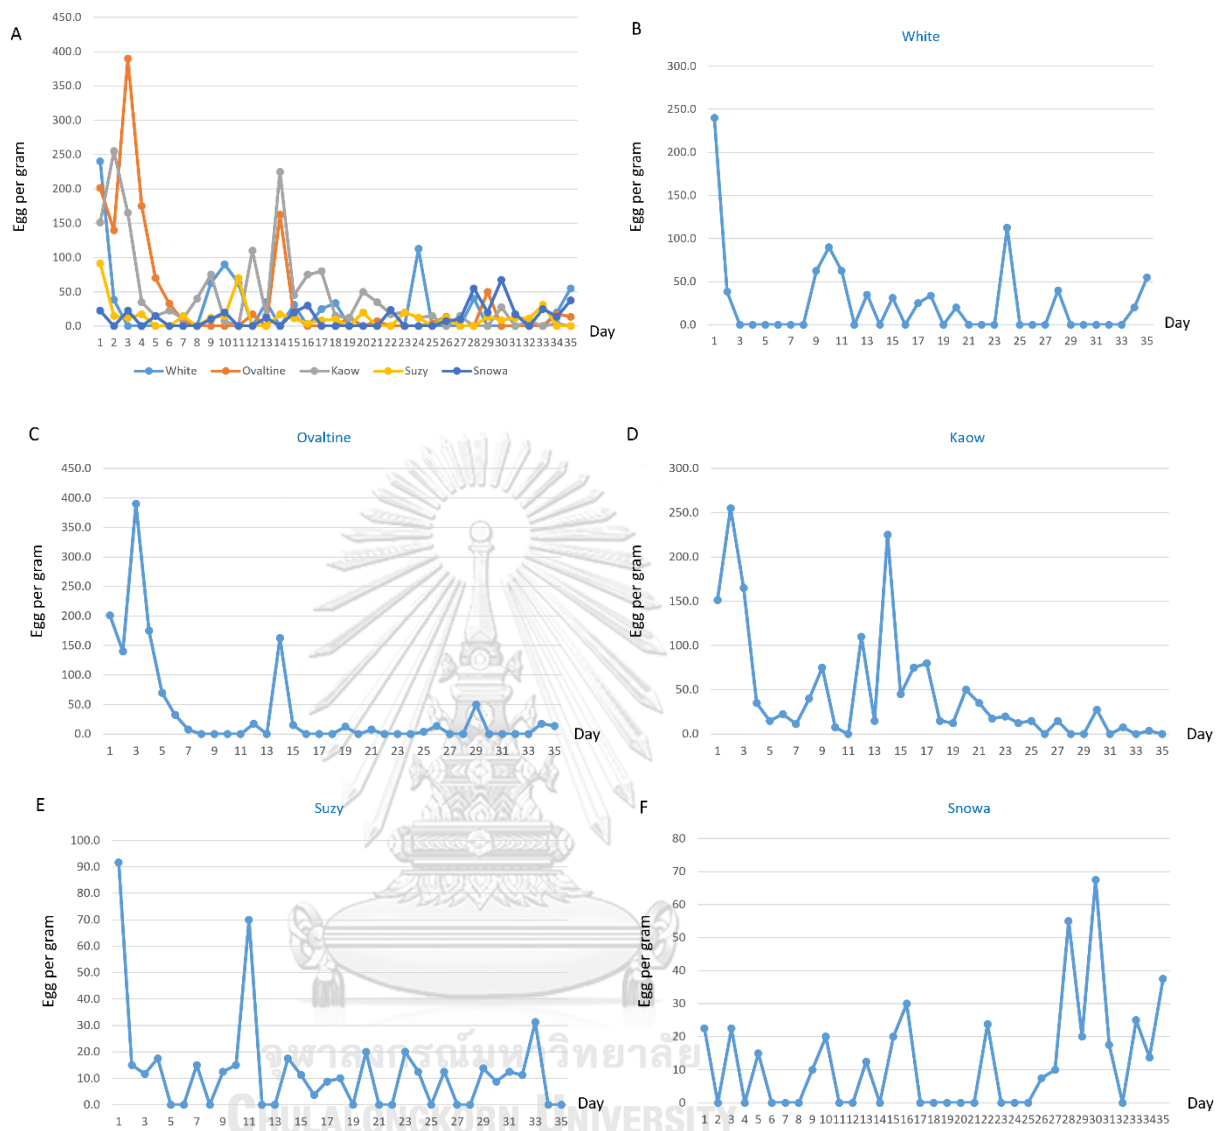 A
450.0
400.0
350.0
300.0
250.0
200.0
150.0
100.0
50.0
0.0
Egg per gram
1 2 3 4 5 6 7 8 9 10 11 12 13 14 15 16 17 18 19 20 21 22 23 24 25 26 27 28 29 30 31 32 33 34 35
Day
White Ovaltine Kaow Suzy Snowa
B
White
300.0
250.0
200.0
150.0
100.0
50.0
0.0
Egg per gram
1 3 5 7 9 11 13 15 17 19 21 23 25 27 29 31 33 35
Day
C
Ovaltine
450.0
400.0
350.0
300.0
250.0
200.0
150.0
100.0
50.0
0.0
Egg per gram
1 3 5 7 9 11 13 15 17 19 21 23 25 27 29 31 33 35
Day
D
Kaow
300.0
250.0
200.0
150.0
100.0
50.0
0.0
Egg per gram
1 3 5 7 9 11 13 15 17 19 21 23 25 27 29 31 33 35
Day
E
Suzy
100.0
90.0
80.0
70.0
60.0
50.0
40.0
30.0
20.0
10.0
0.0
Egg per gram
1 3 5 7 9 11 13 15 17 19 21 23 25 27 29 31 33 35
F
Snowa
80
70
60
50
40
30
20
10
0
Egg per gram
1 2 3 4 5 6 7 8 9 10 11 12 13 14 15 16 17 18 19 20 21 22 23 24 25 26 27 28 29 30 31 32 33 34 35
Day
จุฬาลงกรณ์มหาวิทยาลัย
CHULALONGKORN UNIVERSITY